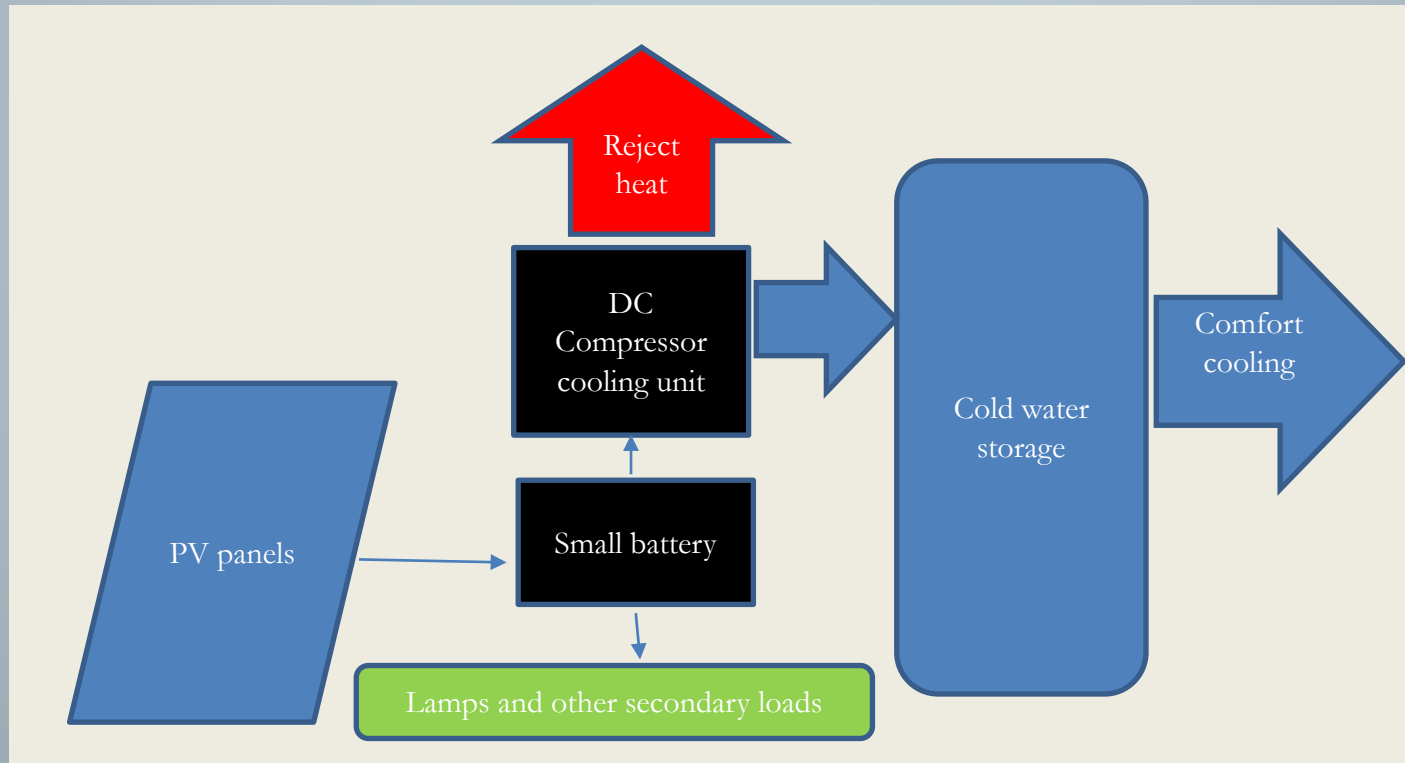 Reject
heat
DC
Compressor
cooling unit
Comfort
cooling
Cold water
storage
PV panels
Small battery
Lamps and other secondary loads